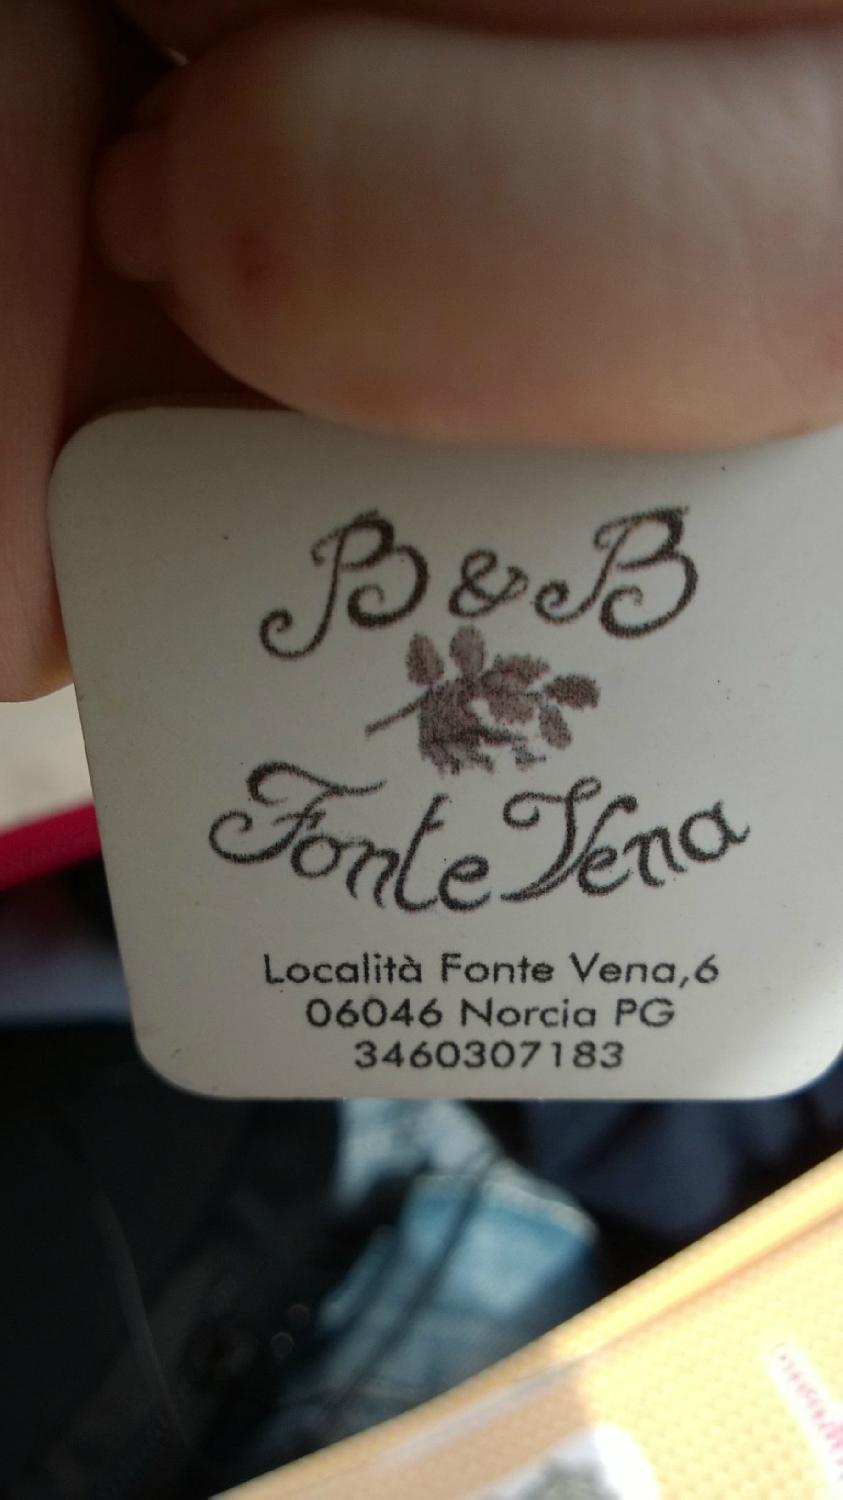 B & B
Fonte Vena
Località Fonte Vena,6
06046 Norcia PG
3460307183